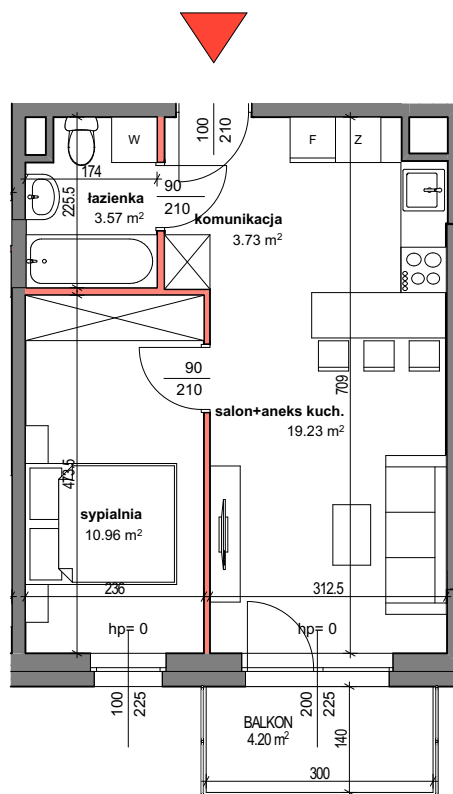 100
210
F
Z
W
174
90
210
łazienka
3.57 m²
225.5
komunikacja
3.73 m²
90
210
709
salon+aneks kuch.
19.23 m²
473.5
sypialnia
10.96 m²
236
312.5
hp= 0
hp= 0
100
225
200
225
BALKON
4.20 m²
140
300